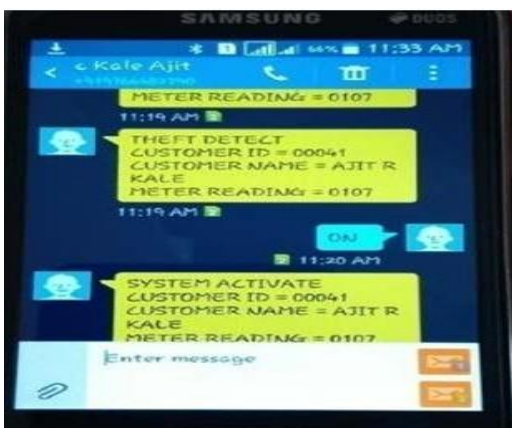 SAMSUNG DUOS
1 66% 11:33 AM
c Kale Ajit
METER READING = 0107
11:19 AM
THEFT DETECT
CUSTOMER ID = 00041
CUSTOMER NAME = AJIT R
KALE
METER READING = 0107
11:19 AM
ON
11:20 AM
SYSTEM ACTIVATE
CUSTOMER ID = 00041
CUSTOMER NAME = AJIT R
KALE
METER READING = 0107
Enter message